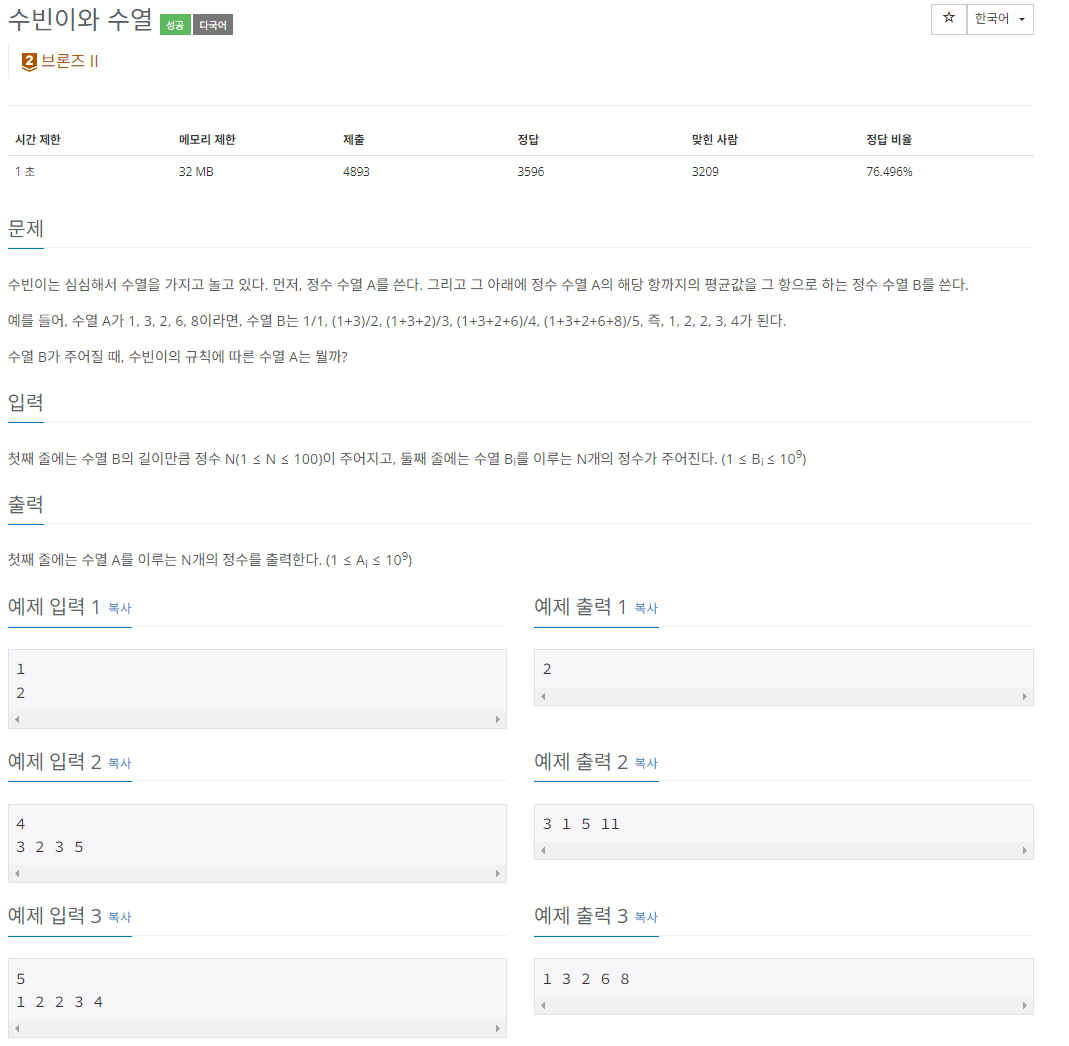 수빈이와 수열 성공 다국어
☆ 한국어
2 브론즈 II
시간 제한 메모리 제한 제출 정답 맞힌 사람 정답 비율
1 초 32 MB 4893 3596 3209 76.496%
문제
수빈이는 심심해서 수열을 가지고 놀고 있다. 먼저, 정수 수열 A를 쓴다. 그리고 그 아래에 정수 수열 A의 해당 항까지의 평균값을 그 항으로 하는 정수 수열 B를 쓴다.
예를 들어, 수열 A가 1, 3, 2, 6, 8이라면, 수열 B는 1/1, (1+3)/2, (1+3+2)/3, (1+3+2+6)/4, (1+3+2+6+8)/5, 즉, 1, 2, 2, 3, 4가 된다.
수열 B가 주어질 때, 수빈이의 규칙에 따른 수열 A는 뭘까?
입력
첫째 줄에는 수열 B의 길이만큼 정수 N(1 ≤ N ≤ 100)이 주어지고, 둘째 줄에는 수열 Bᵢ를 이루는 N개의 정수가 주어진다. (1 ≤ Bᵢ ≤ 10⁹)
출력
첫째 줄에는 수열 A를 이루는 N개의 정수를 출력한다. (1 ≤ Aᵢ ≤ 10⁹)
예제 입력 1 복사
1
2
예제 출력 1 복사
2
예제 입력 2 복사
4
3 2 3 5
예제 출력 2 복사
3 1 5 11
예제 입력 3 복사
5
1 2 2 3 4
예제 출력 3 복사
1 3 2 6 8